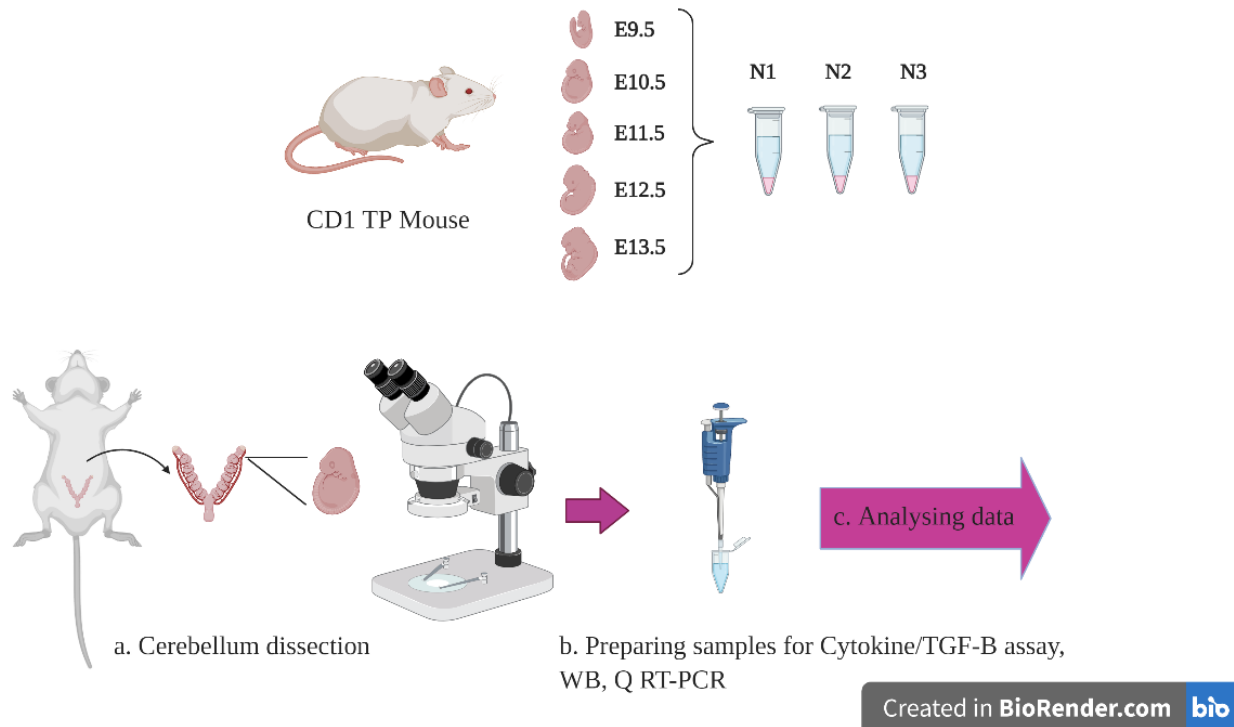 E9.5
E10.5
E11.5
E12.5
E13.5
N1 N2 N3
CD1 TP Mouse
c. Analysing data
a. Cerebellum dissection
b. Preparing samples for Cytokine/TGF-B assay,
WB, Q RT-PCR
Created in BioRender.com bio